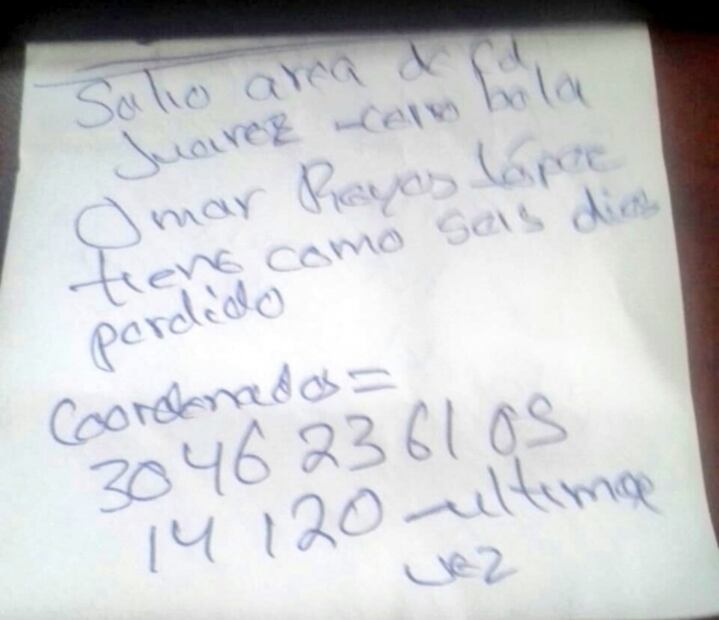 Salio area de Cd
Juarez - cerro bola
Omar Reyes López
tiene como seis dias
perdido
Coordenadas =
30 46 23 61 05
14 120 - ultima
vez